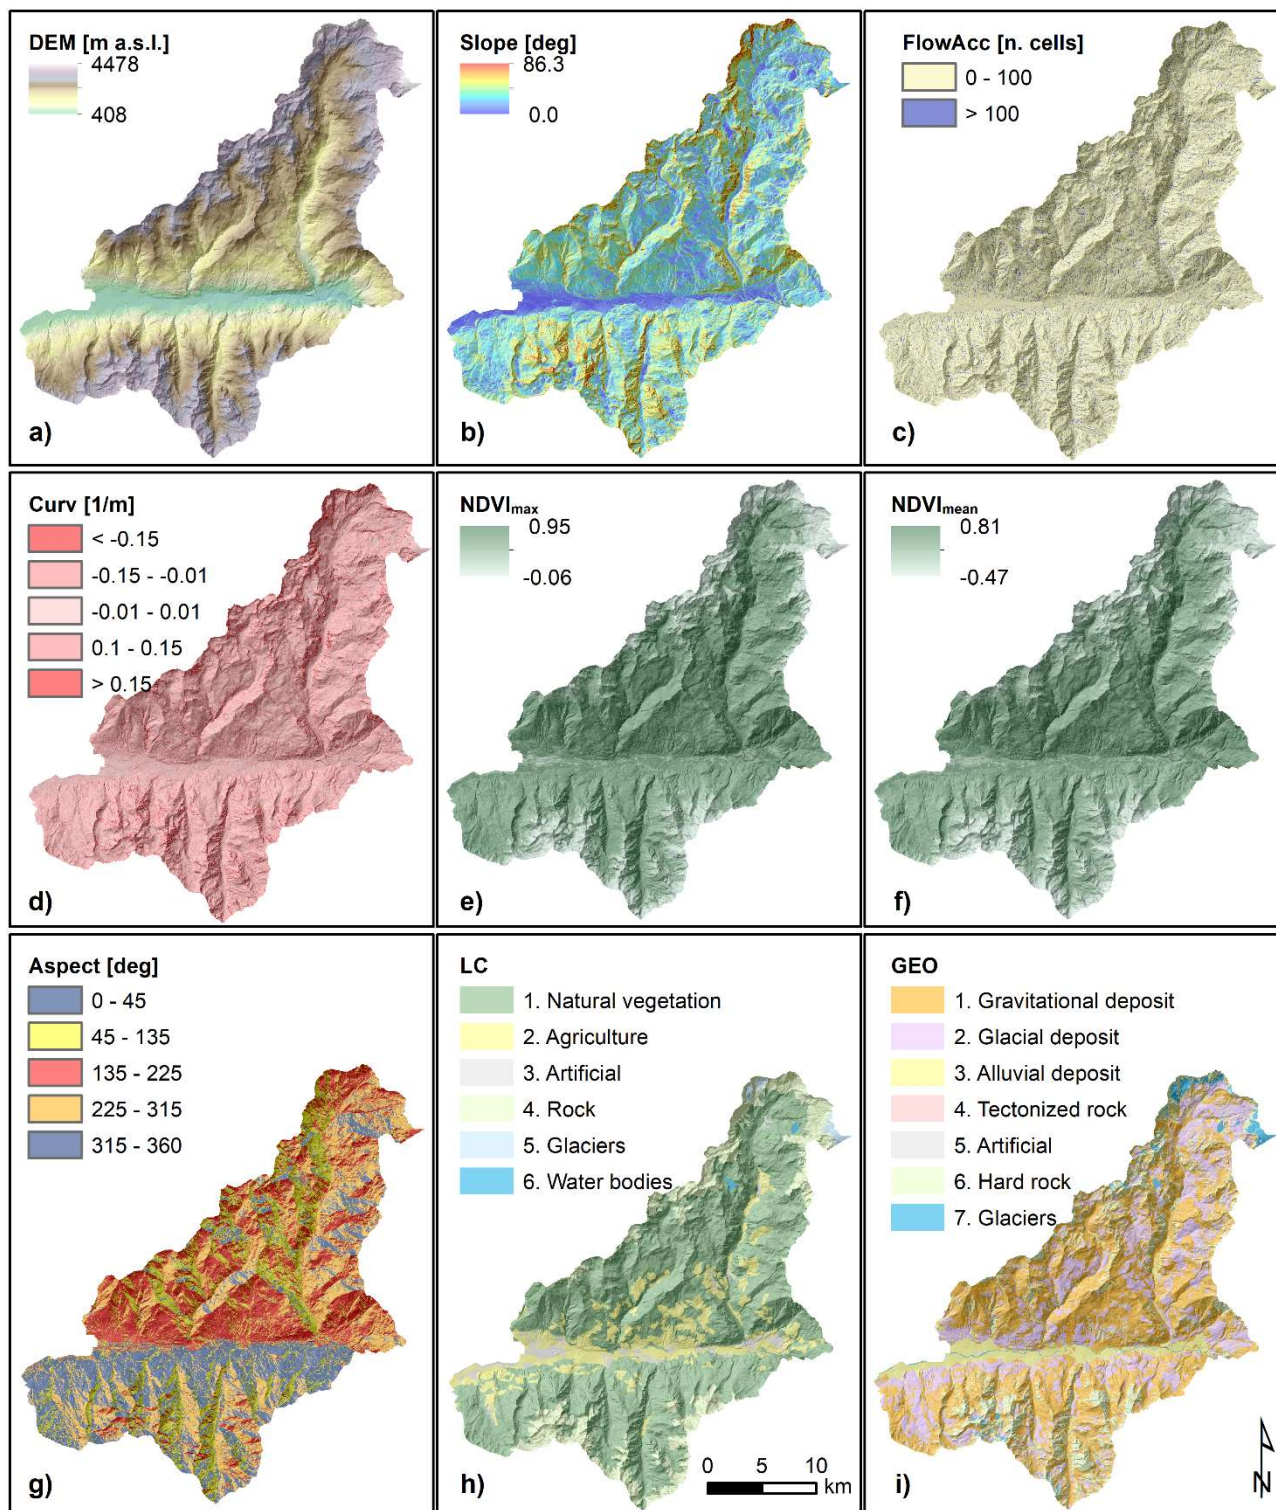 DEM [m a.s.l.]
4478
408
a)
Slope [deg]
86.3
0.0
b)
FlowAcc [n. cells]
0 - 100
> 100
c)
Curv [1/m]
< -0.15
-0.15 - -0.01
-0.01 - 0.01
0.1 - 0.15
> 0.15
d)
NDVImax
0.95
-0.06
e)
NDVImean
0.81
-0.47
f)
Aspect [deg]
0 - 45
45 - 135
135 - 225
225 - 315
315 - 360
g)
LC
1. Natural vegetation
2. Agriculture
3. Artificial
4. Rock
5. Glaciers
6. Water bodies
0 5 10
km
h)
GEO
1. Gravitational deposit
2. Glacial deposit
3. Alluvial deposit
4. Tectonized rock
5. Artificial
6. Hard rock
7. Glaciers
i)
N